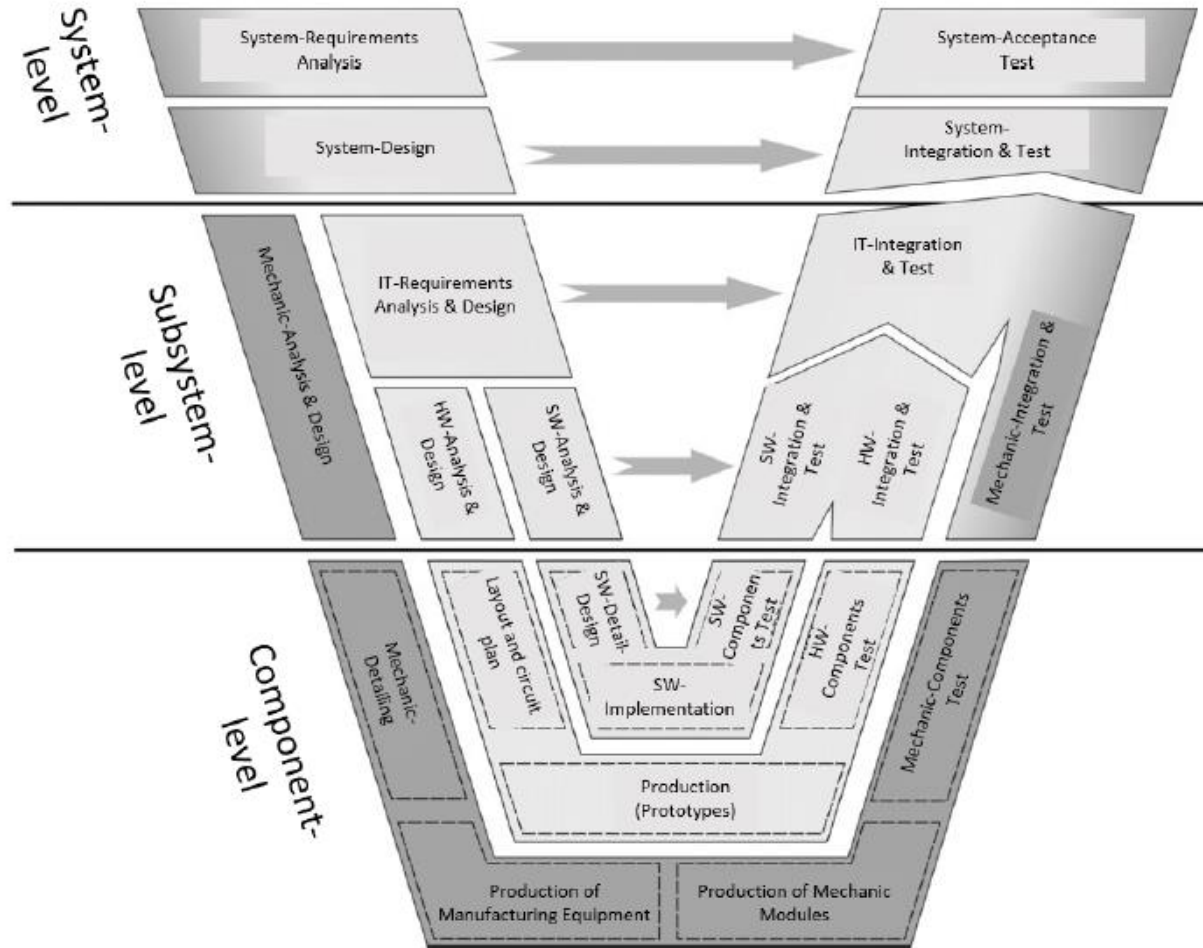 System-
level
System-Requirements
Analysis
System-Acceptance
Test
System-Design
System-
Integration & Test
Subsystem-
level
Mechanic-Analysis & Design
IT-Requirements
Analysis & Design
IT-Integration
& Test
HW-Analysis &
Design
SW-Analysis &
Design
SW-
Integration &
Test
HW-
Integration &
Test
Mechanic-Integration &
Test
Component-
level
Mechanic-
Detailing
Layout and circuit
plan
SW-Detail-
Design
SW-
Componen
ts Test
HW-
Components
Test
Mechanic-Components
Test
SW-
Implementation
Production
(Prototypes)
Production of
Manufacturing Equipment
Production of Mechanic
Modules